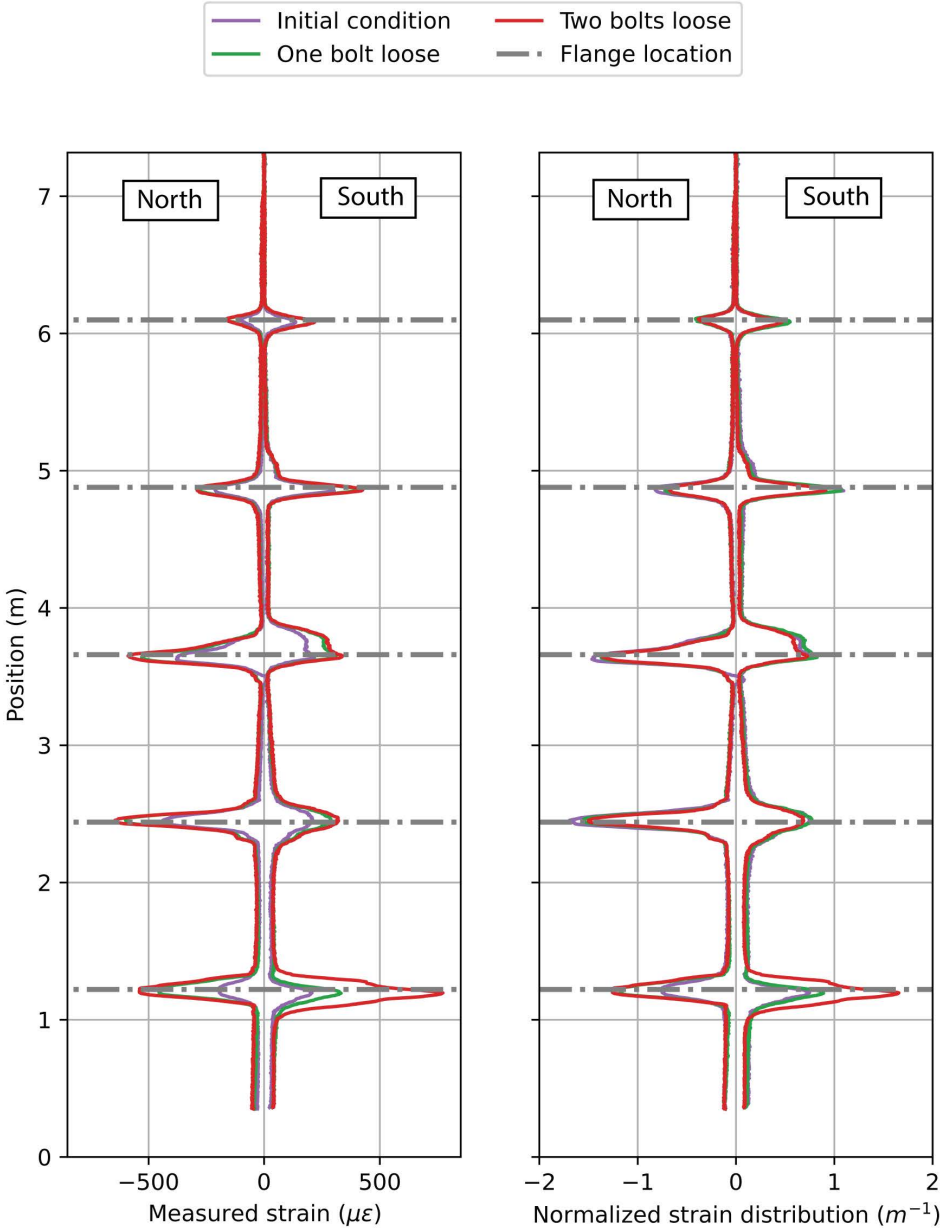 Initial condition
One bolt loose
Two bolts loose
Flange location
North
South
North
South
7
6
5
4
3
2
1
0
Position (m)
−500
0
500
Measured strain (με)
−2
−1
0
1
2
Normalized strain distribution (m⁻¹)